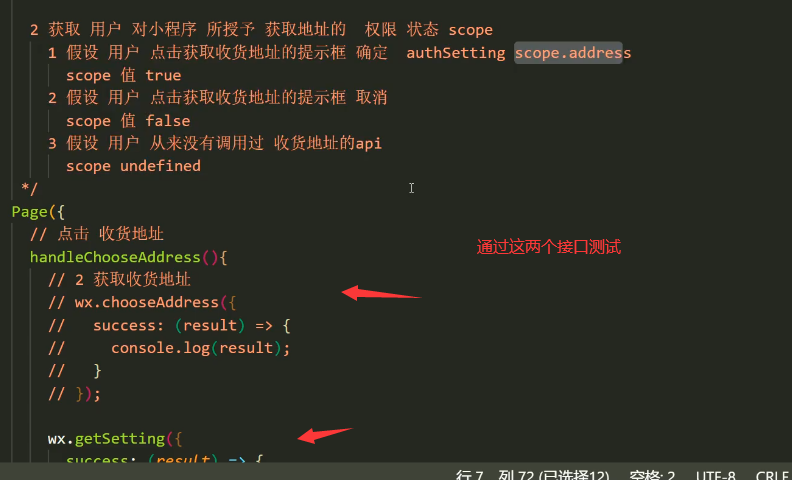 2 获取 用户 对小程序 所授予 获取地址的  权限 状态 scope
1 假设 用户 点击获取收货地址的提示框 确定  authSetting scope.address
scope 值 true
2 假设 用户 点击获取收货地址的提示框 取消
scope 值 false
3 假设 用户 从来没有调用过 收货地址的api
scope undefined
*/
Page({
// 点击 收货地址
handleChooseAddress(){
// 2 获取收货地址
// wx.chooseAddress({
//   success: (result) => {
//     console.log(result);
//   }
// });
wx.getSetting({
success: (result) => {
通过这两个接口测试
行 7, 列 72 (已选择12) 空格: 2 UTF-8 CRLF